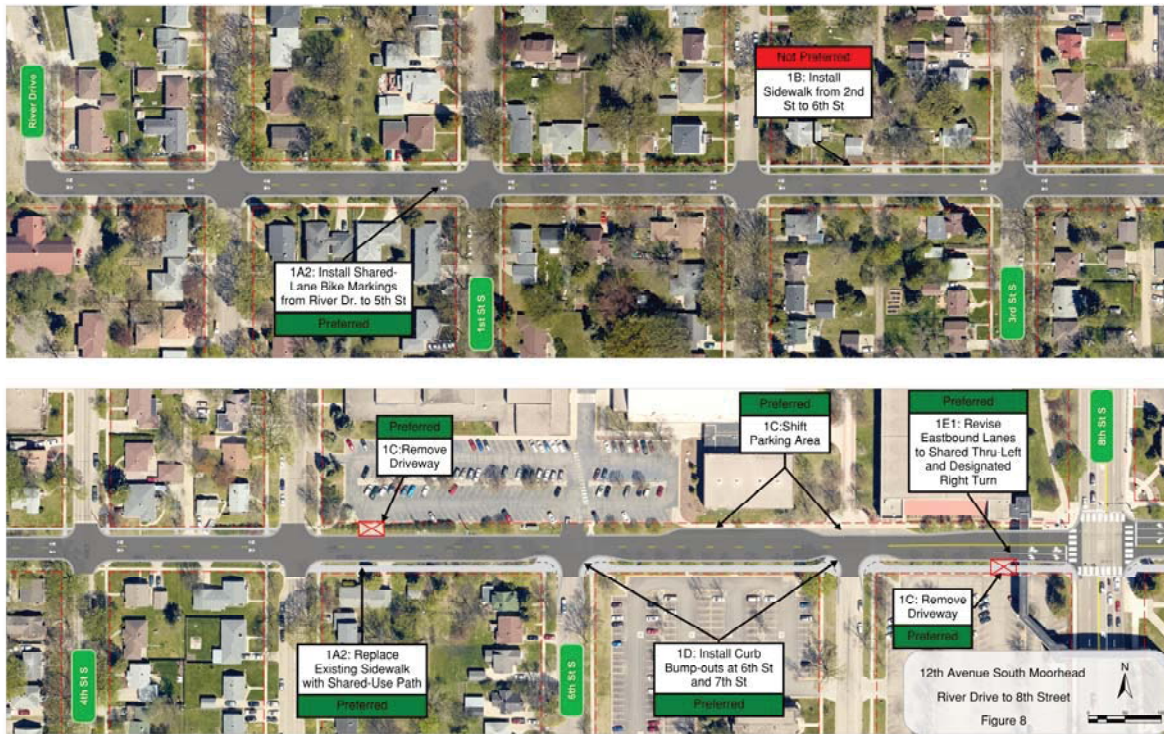 River Drive
Not Preferred
1B: Install
Sidewalk from 2nd
St to 6th St
1A2: Install Shared-
Lane Bike Markings
from River Dr. to 5th St
Preferred
1st St S
3rd St S
Preferred
1C:Remove
Driveway
Preferred
1C:Shift
Parking Area
Preferred
1E1: Revise
Eastbound Lanes
to Shared Thru-Left
and Designated
Right Turn
8th St S
4th St S
1A2: Replace
Existing Sidewalk
with Shared-Use Path
Preferred
6th St S
1D: Install Curb
Bump-outs at 6th St
and 7th St
Preferred
1C: Remove
Driveway
Preferred
12th Avenue South Moorhead
River Drive to 8th Street
Figure 8
N